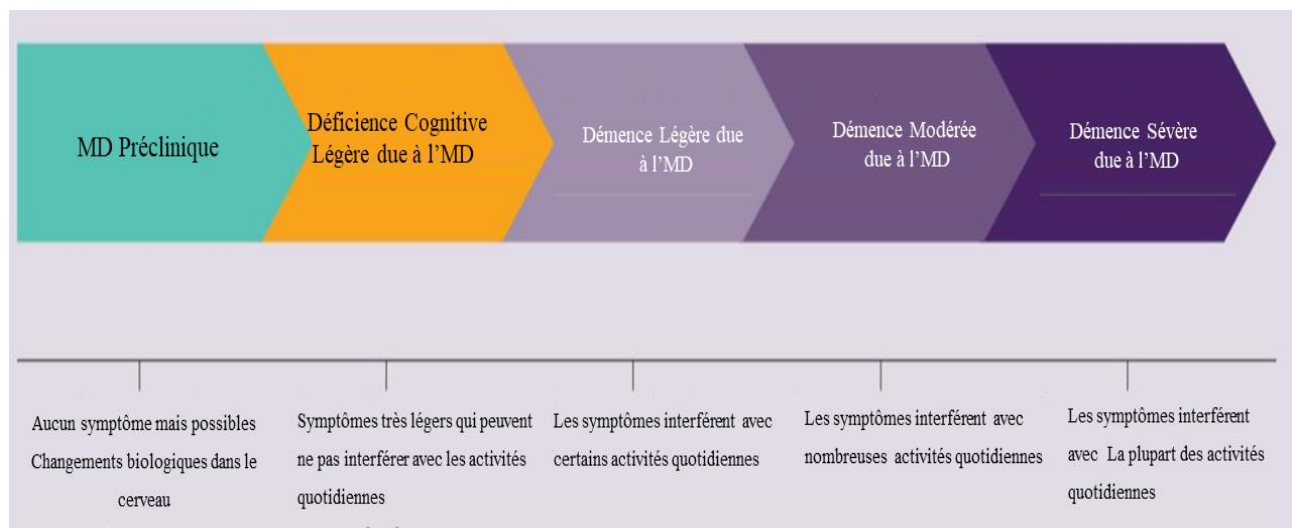 MD Préclinique
Déficience Cognitive
Légère due à l’MD
Démence Légère due
à l’MD
Démence Modérée
due à l’MD
Démence Sévère
due à l’MD
Aucun symptôme mais possibles
Changements biologiques dans le
cerveau
Symptômes très légers qui peuvent
ne pas interférer avec les activités
quotidiennes
Les symptômes interférent avec
certains activités quotidiennes
Les symptômes interférent avec
nombreuses activités quotidiennes
Les symptômes interférent
avec La plupart des activités
quotidiennes